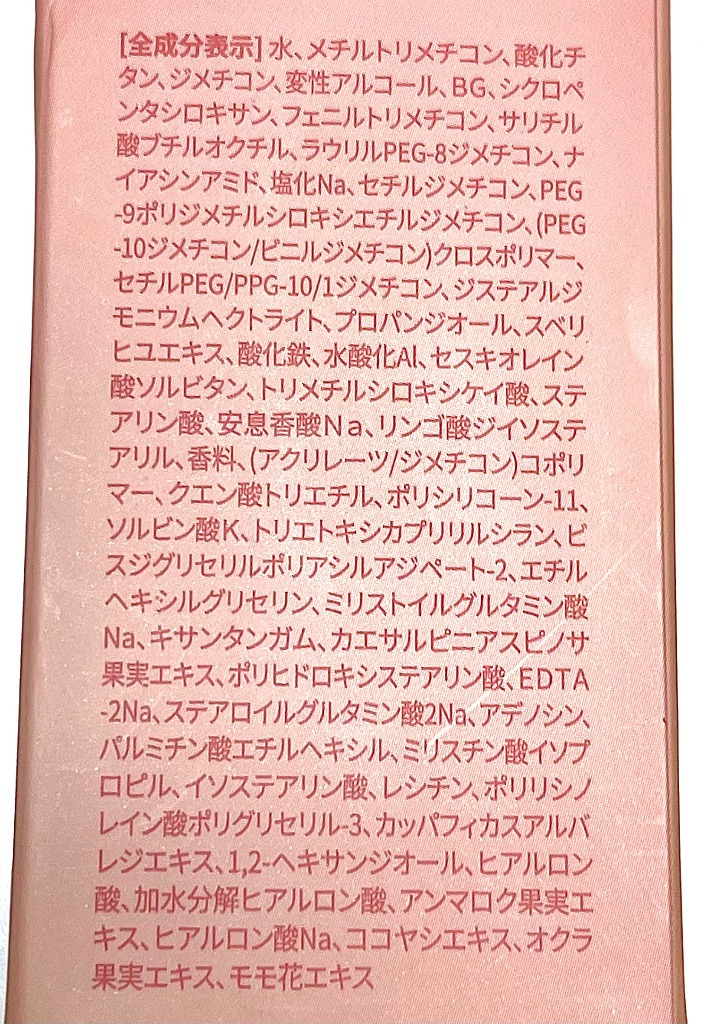 [全成分表示] 水、メチルトリメチコン、酸化チ
タン、ジメチコン、変性アルコール、BG、シクロペ
ンタシロキサン、フェニルトリメチコン、サリチル
酸ブチルオクチル、ラウリルPEG-8ジメチコン、ナ
イアシンアミド、塩化Na、セチルジメチコン、PEG
-9ポリジメチルシロキシエチルジメチコン、(PEG
-10ジメチコン/ビニルジメチコン)クロスポリマー、
セチルPEG/PPG-10/1ジメチコン、ジステアルジ
モニウムヘクトライト、プロパンジオール、スベリ
ヒユエキス、酸化鉄、水酸化Al、セスキオレイン
酸ソルビタン、トリメチルシロキシケイ酸、ステ
アリン酸、安息香酸Na、リンゴ酸ジイソステ
アリル、香料、(アクリレーツ/ジメチコン)コポリ
マー、クエン酸トリエチル、ポリシリコーン-11、
ソルビン酸K、トリエトキシカプリリルシラン、ビ
スジグリセリルポリアシルアジペート-2、エチル
ヘキシルグリセリン、ミリストイルグルタミン酸
Na、キサンタンガム、カエサルピニアスピノサ
果実エキス、ポリヒドロキシステアリン酸、EDTA
-2Na、ステアロイルグルタミン酸2Na、アデノシン、
パルミチン酸エチルヘキシル、ミリスチン酸イソプ
ロピル、イソステアリン酸、レシチン、ポリリシノ
レイン酸ポリグリセリル-3、カッパフィカスアルバ
レジエキス、1,2-ヘキサンジオール、ヒアルロン
酸、加水分解ヒアルロン酸、アンマロク果実エ
キス、ヒアルロン酸Na、ココヤシエキス、オクラ
果実エキス、モモ花エキス